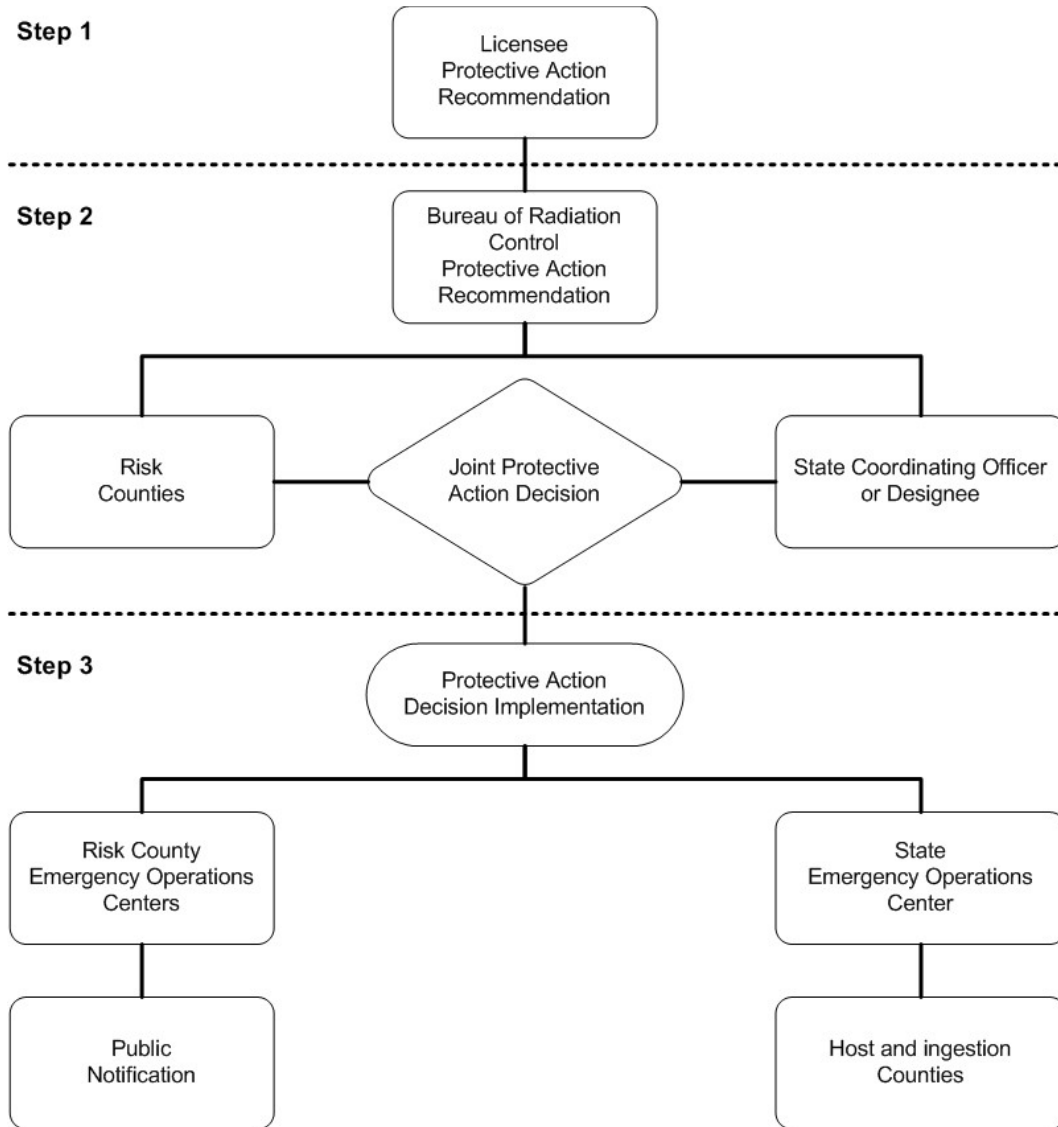 Step 1
Licensee
Protective Action
Recommendation
Step 2
Bureau of Radiation
Control
Protective Action
Recommendation
Risk
Counties
Joint Protective
Action Decision
State Coordinating Officer
or Designee
Step 3
Protective Action
Decision Implementation
Risk County
Emergency Operations
Centers
State
Emergency Operations
Center
Public
Notification
Host and ingestion
Counties